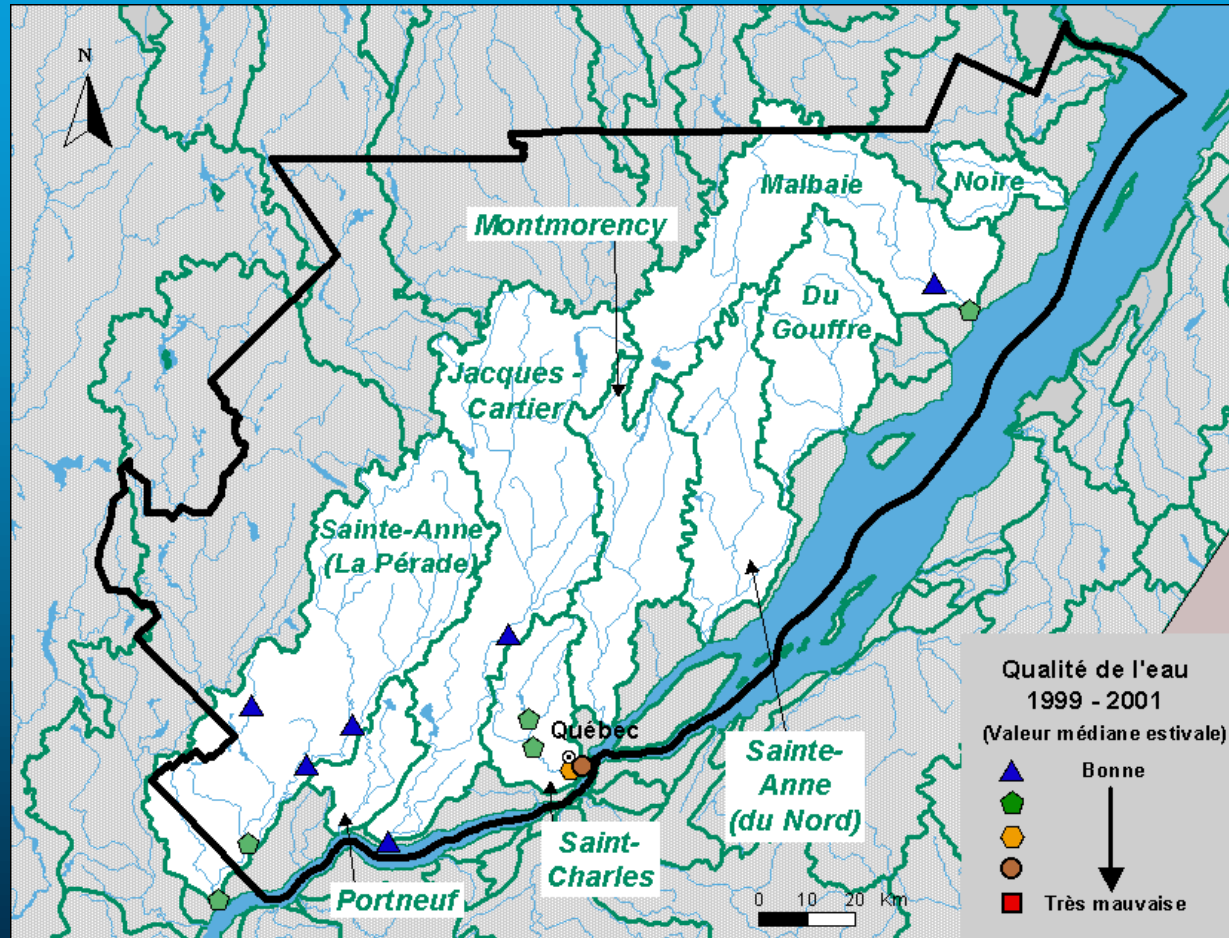 N
Malbaie
Noire
Montmorency
Du
Gouffre
Jacques -
Cartier
Sainte-Anne
(La Pérade)
Québec
Sainte-
Anne
(du Nord)
Saint-
Charles
Portneuf
0 10 20 Km
Qualité de l'eau
1999 - 2001
(Valeur médiane estivale)
Bonne
Très mauvaise